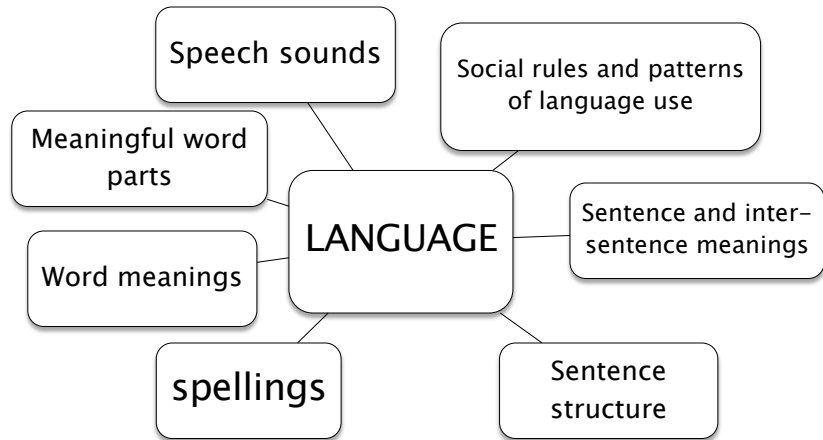 Speech sounds
Social rules and patterns
of language use
Meaningful word
parts
LANGUAGE
Sentence and inter-
sentence meanings
Word meanings
spellings
Sentence
structure